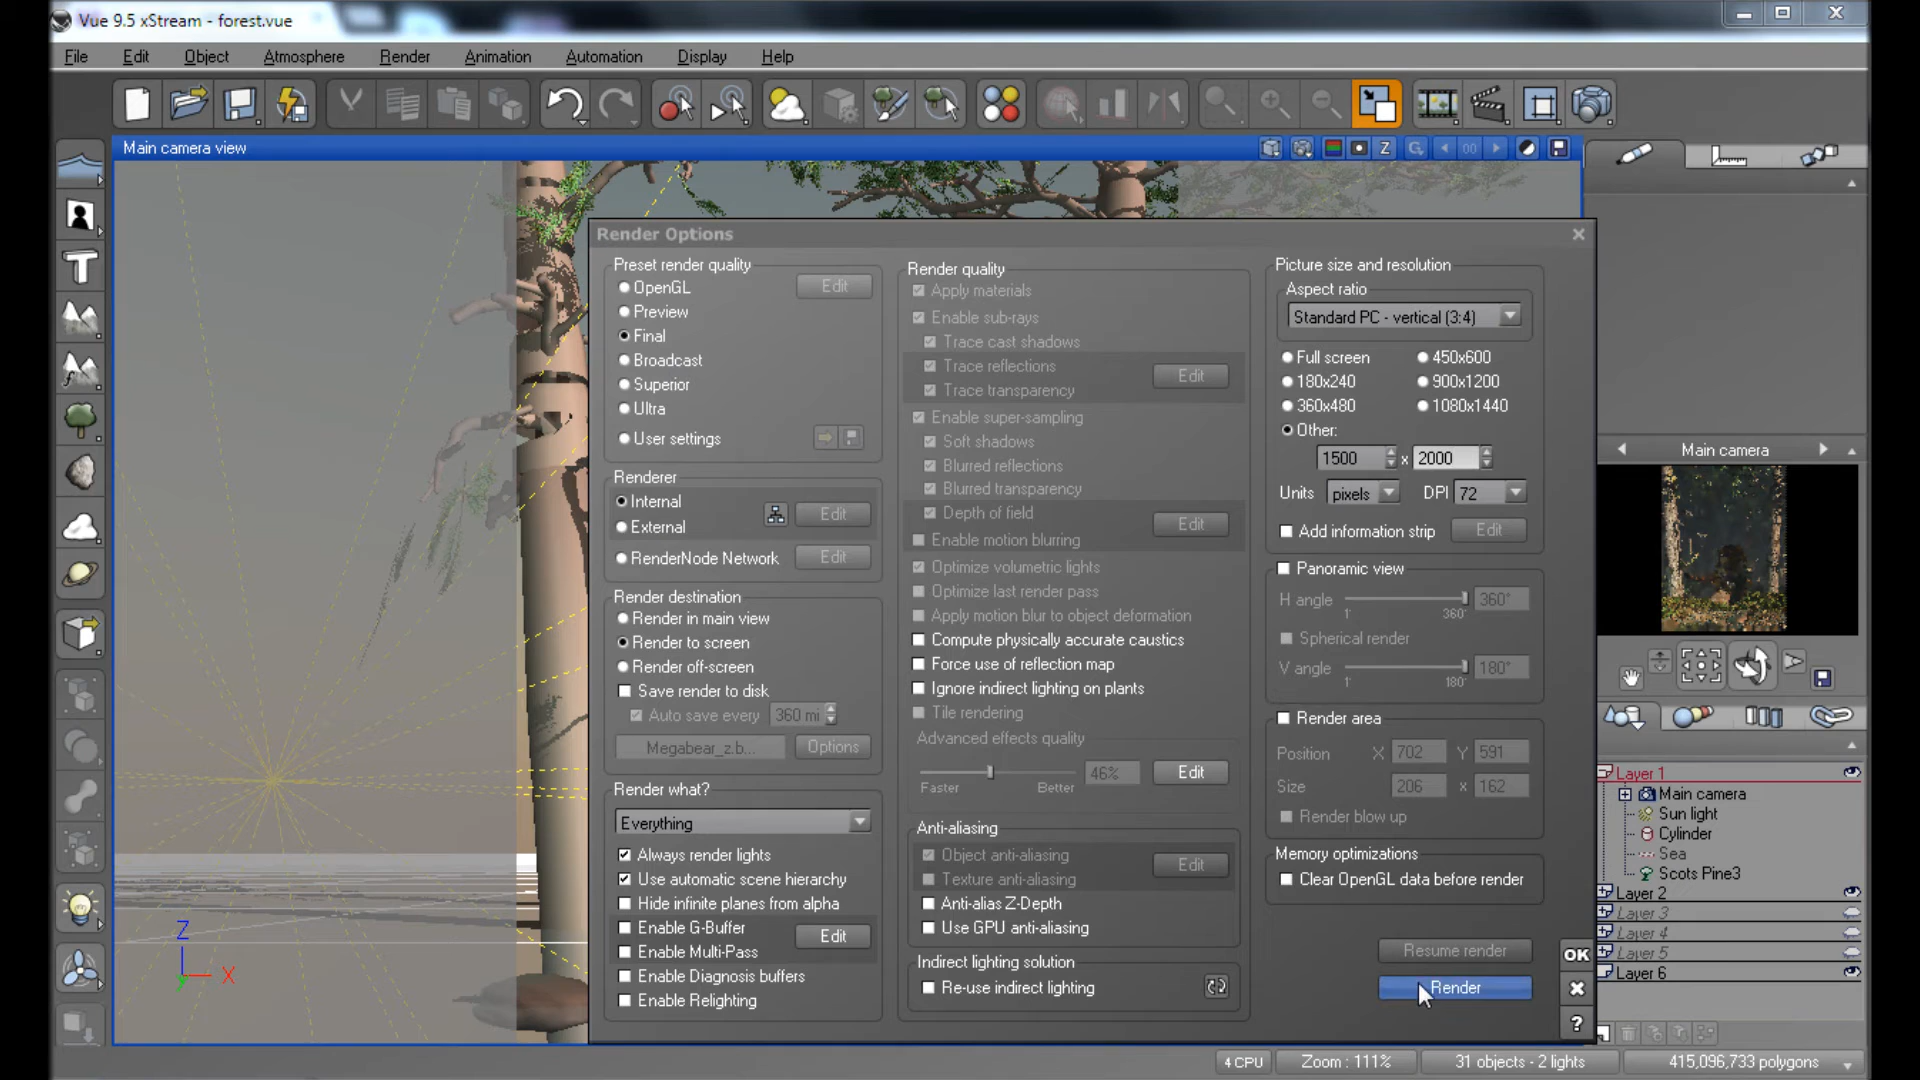 Vue 9.5 xStream - forest.vue
File Edit Object Atmosphere Render Animation Automation Display Help
Main camera view
Z
00
Render Options
Preset render quality
Edit
OpenGL
Preview
Final
Broadcast
Superior
Ultra
User settings
Renderer
Internal
External
Edit
RenderNode Network
Edit
Render destination
Render in main view
Render to screen
Render off-screen
Save render to disk
Auto save every 360 mi
Megabear_z.b...
Options
Render what?
Everything
Always render lights
Use automatic scene hierarchy
Hide infinite planes from alpha
Enable G-Buffer
Edit
Enable Multi-Pass
Enable Diagnosis buffers
Enable Relighting
Render quality
Apply materials
Enable sub-rays
Trace cast shadows
Trace reflections
Edit
Trace transparency
Enable super-sampling
Soft shadows
Blurred reflections
Blurred transparency
Depth of field
Edit
Enable motion blurring
Optimize volumetric lights
Optimize last render pass
Apply motion blur to object deformation
Compute physically accurate caustics
Force use of reflection map
Ignore indirect lighting on plants
Tile rendering
Advanced effects quality
46%
Edit
Faster Better
Anti-aliasing
Object anti-aliasing
Edit
Texture anti-aliasing
Anti-alias Z-Depth
Use GPU anti-aliasing
Indirect lighting solution
Re-use indirect lighting
Picture size and resolution
Aspect ratio
Standard PC - vertical (3:4)
Full screen 450x600
180x240 900x1200
360x480 1080x1440
Other:
1500 x 2000
Units pixels DPI 72
Add information strip Edit
Panoramic view
H angle 360°
1° 360°
Spherical render
V angle 180°
1° 180°
Render area
Position X 702 Y 591
Size 206 x 162
Render blow up
Memory optimizations
Clear OpenGL data before render
Resume render
OK
Render
?
Main camera
Layer 1
Main camera
Sun light
Cylinder
Sea
Scots Pine3
Layer 2
Layer 3
Layer 4
Layer 5
Layer 6
Z
X
y
4 CPU Zoom : 111% 31 objects - 2 lights 415,096,733 polygons